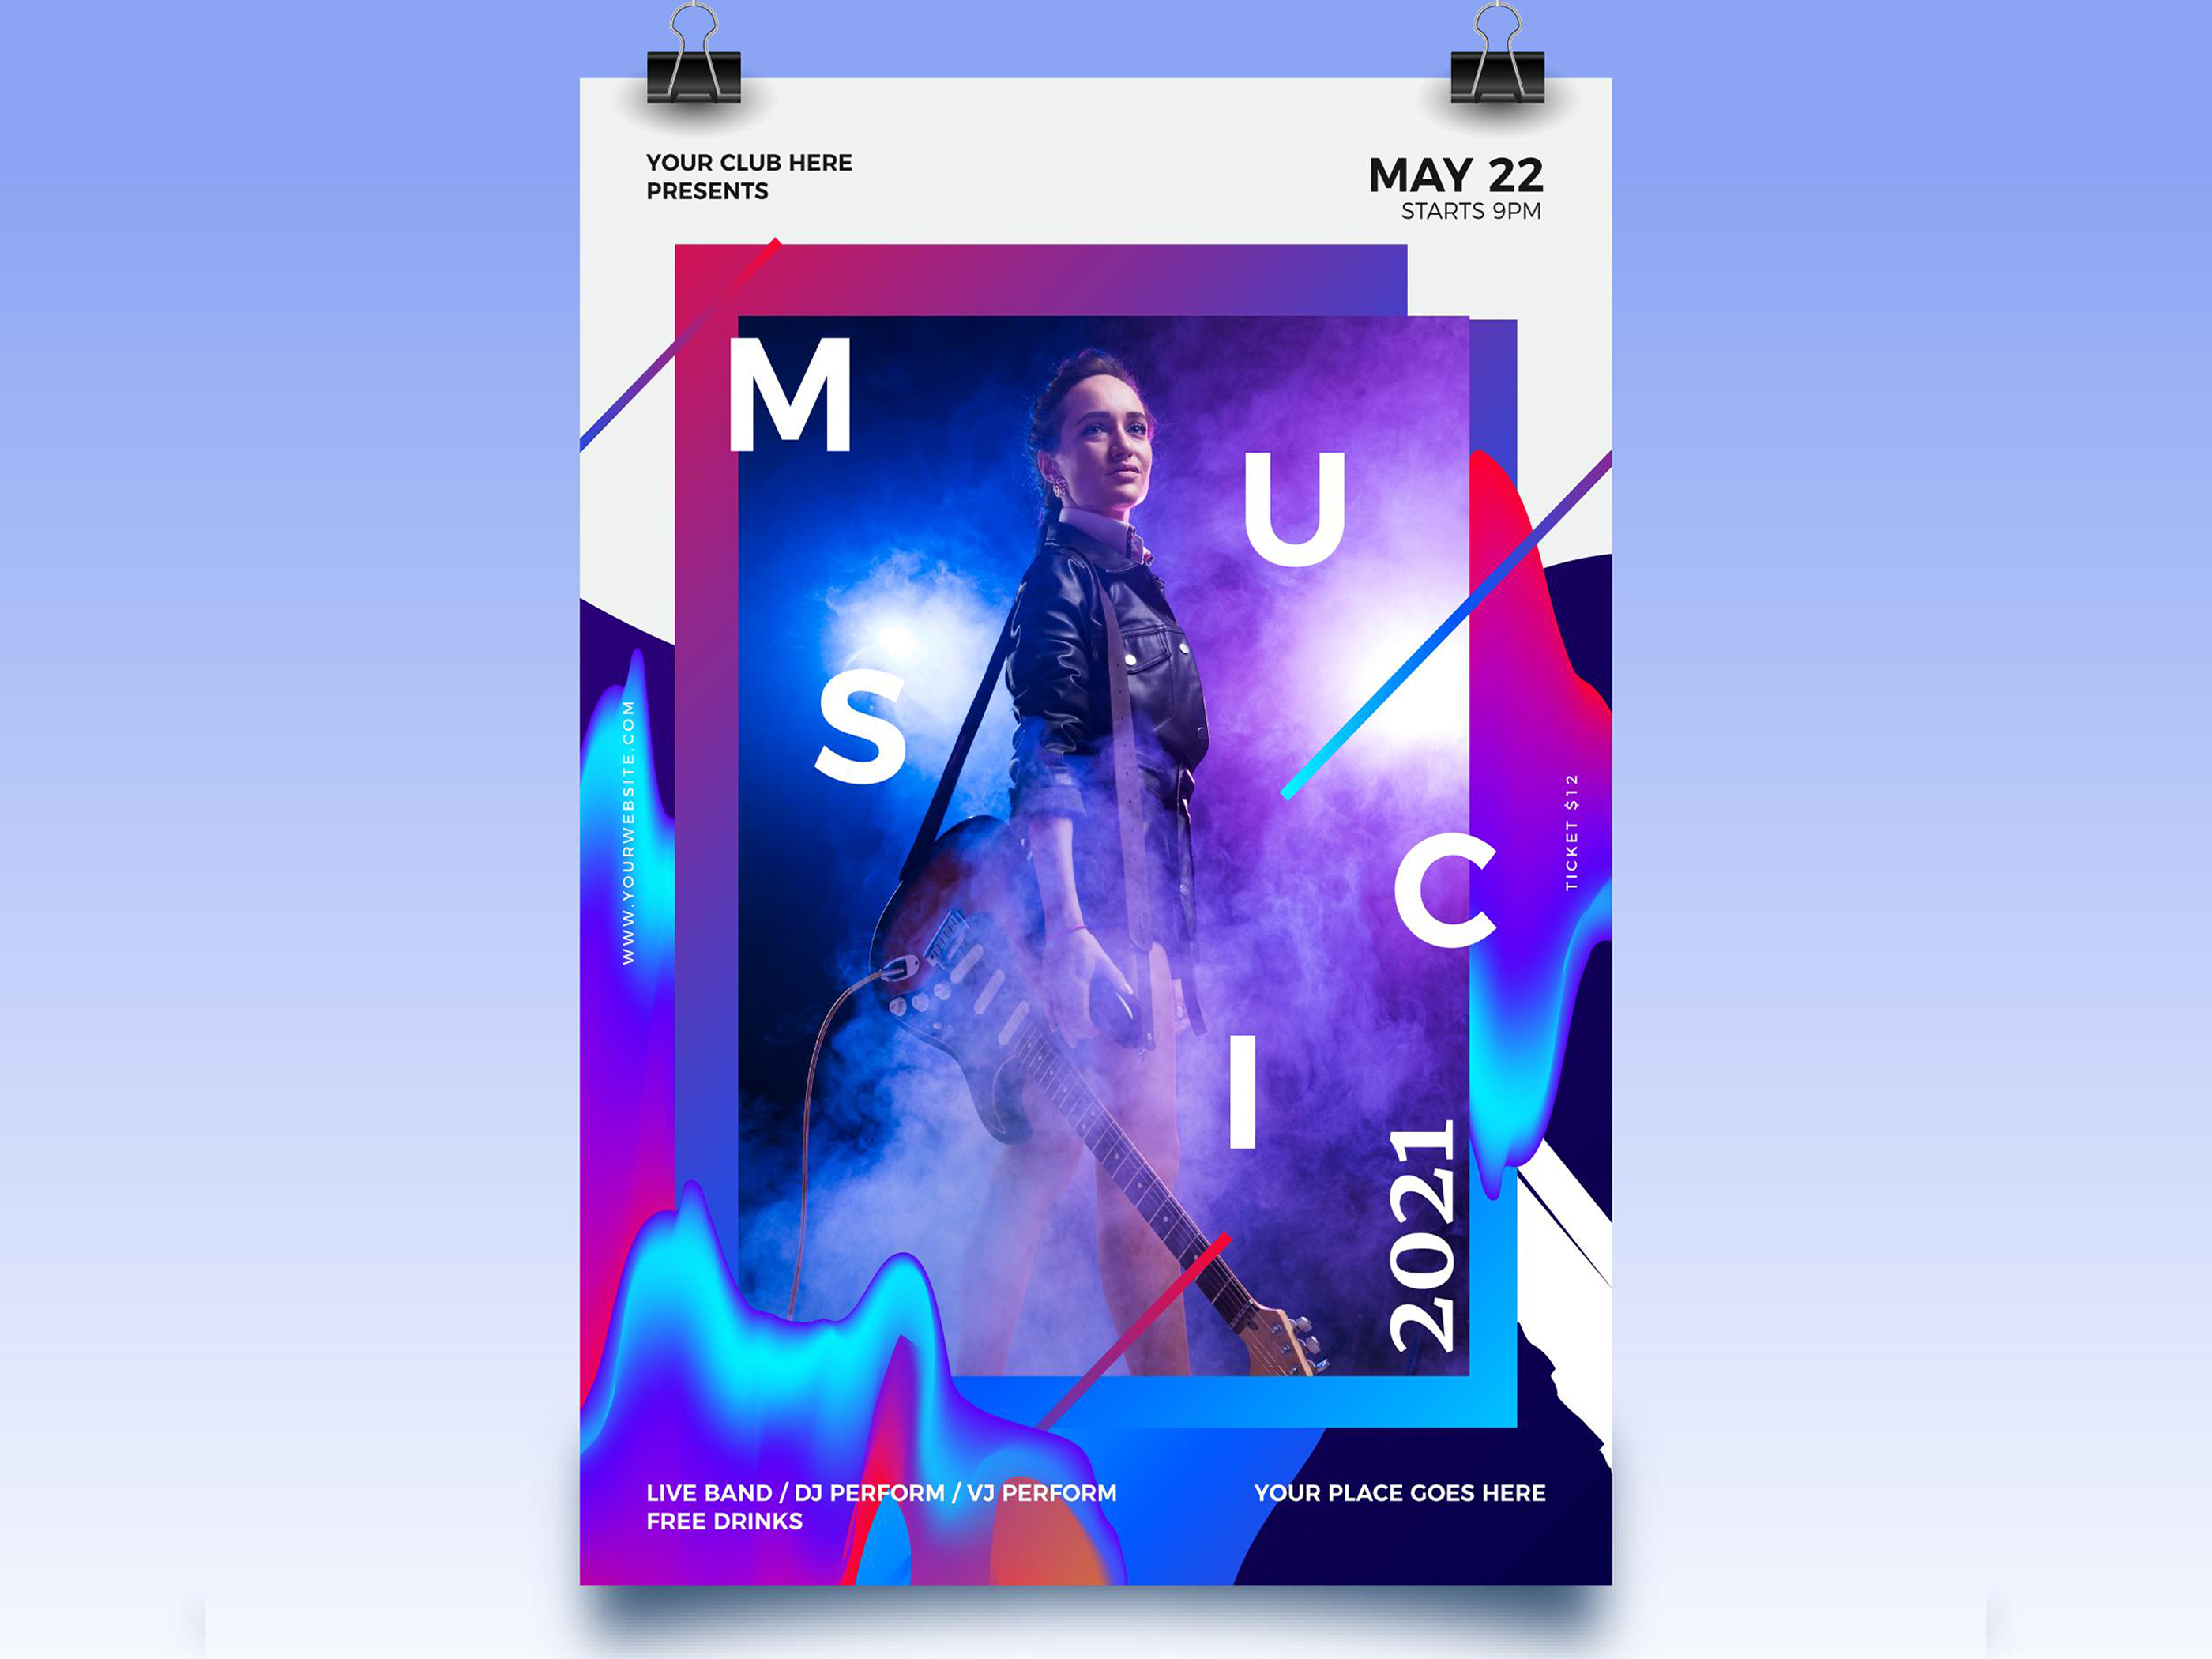 YOUR CLUB HERE
PRESENTS
MAY 22
STARTS 9PM
M
U
S
I
C
2021
WWW.YOURWEBSITE.COM
TICKET $12
LIVE BAND / DJ PERFORM / VJ PERFORM
FREE DRINKS
YOUR PLACE GOES HERE